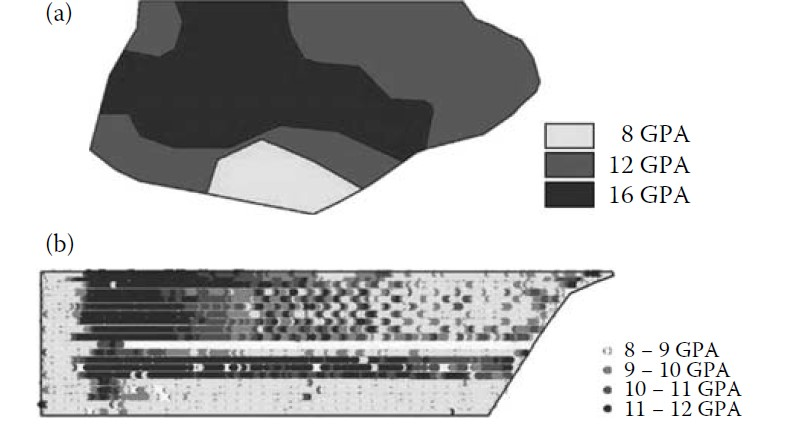 (a)
8 GPA
12 GPA
16 GPA
(b)
8 – 9 GPA
9 – 10 GPA
10 – 11 GPA
11 – 12 GPA